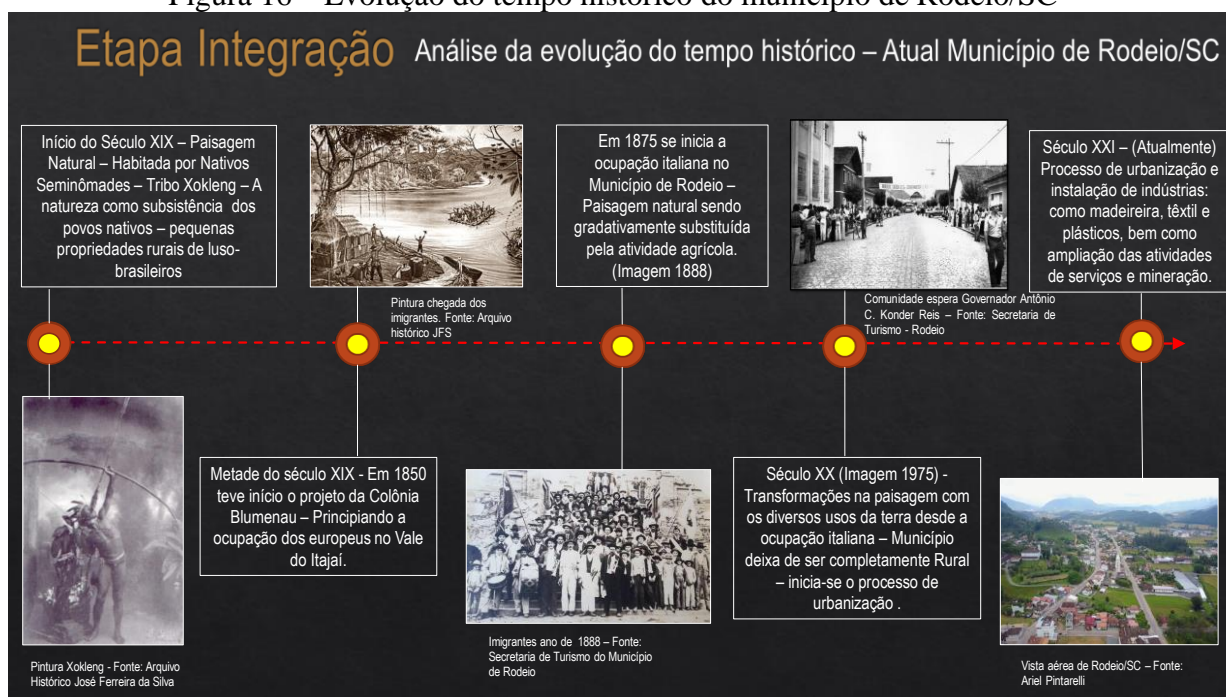 Figura 16 – Evolução do tempo histórico do município de Rodeio/SC
Etapa Integração Análise da evolução do tempo histórico – Atual Município de Rodeio/SC
Início do Século XIX – Paisagem
Natural – Habitada por Nativos
Seminômades – Tribo Xokleng – A
natureza como subsistência dos
povos nativos – pequenas
propriedades rurais de luso-
brasileiros
Pintura chegada dos
imigrantes. Fonte: Arquivo
histórico JFS
Em 1875 se inicia a
ocupação italiana no
Município de Rodeio –
Paisagem natural sendo
gradativamente substituída
pela atividade agrícola.
(Imagem 1888)
Comunidade espera Governador Antônio
C. Konder Reis – Fonte: Secretaria de
Turismo - Rodeio
Século XXI – (Atualmente)
Processo de urbanização e
instalação de indústrias:
como madeireira, têxtil e
plásticos, bem como
ampliação das atividades
de serviços e mineração.
Pintura Xokleng - Fonte: Arquivo
Histórico José Ferreira da Silva
Metade do século XIX - Em 1850
teve início o projeto da Colônia
Blumenau – Principiando a
ocupação dos europeus no Vale
do Itajaí.
Imigrantes ano de 1888 – Fonte:
Secretaria de Turismo do Município
de Rodeio
Século XX (Imagem 1975) -
Transformações na paisagem com
os diversos usos da terra desde a
ocupação italiana – Município
deixa de ser completamente Rural
– inicia-se o processo de
urbanização .
Vista aérea de Rodeio/SC – Fonte:
Ariel Pintarelli